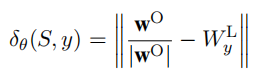 δ_θ(S, y) = || w^O / |w^O| − W_y^L ||